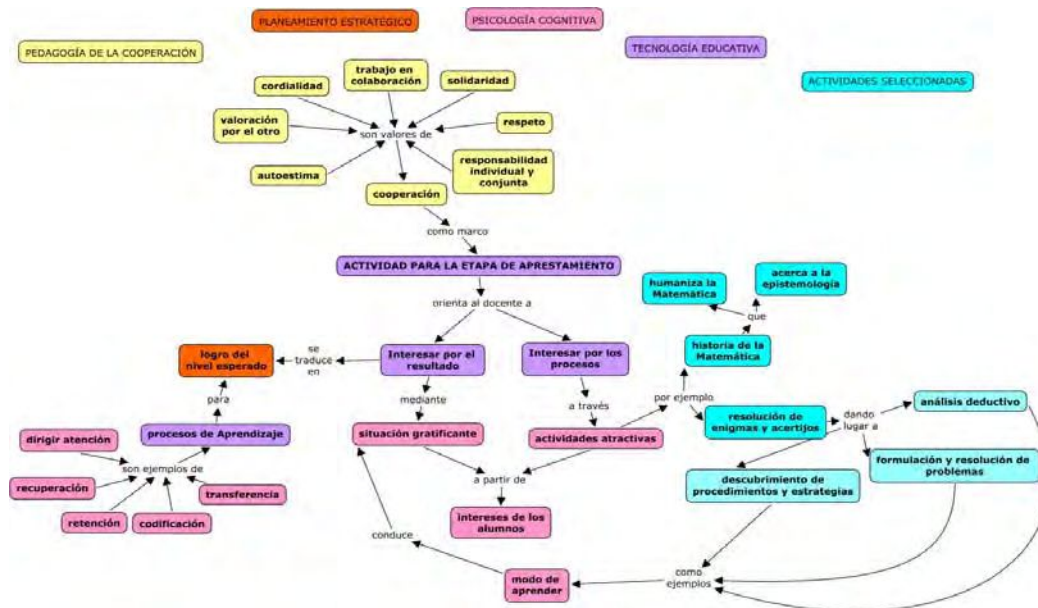 PLANEAMIENTO ESTRATÉGICO
PSICOLOGÍA COGNITIVA
PEDAGOGÍA DE LA COOPERACIÓN
TECNOLOGÍA EDUCATIVA
ACTIVIDADES SELECCIONADAS
cordialidad
trabajo en
colaboración
solidaridad
valoración
por el otro
son valores de
respeto
autoestima
responsabilidad
individual y
conjunta
cooperación
como marco
ACTIVIDAD PARA LA ETAPA DE APRESTAMIENTO
orienta al docente a
humaniza la
Matemática
acerca a la
epistemología
que
historia de la
Matemática
logro del
nivel esperado
se
traduce
en
Interesar por el
resultado
Interesar por los
procesos
para
mediante
a través
por ejemplo
procesos de Aprendizaje
situación gratificante
actividades atractivas
resolución de
enigmas y acertijos
dando
lugar a
análisis deductivo
dirigir atención
son ejemplos de
recuperación
transferencia
retención
codificación
a partir de
intereses de los
alumnos
descubrimiento de
procedimientos y estrategias
formulación y resolución de
problemas
conduce
modo de
aprender
como
ejemplos